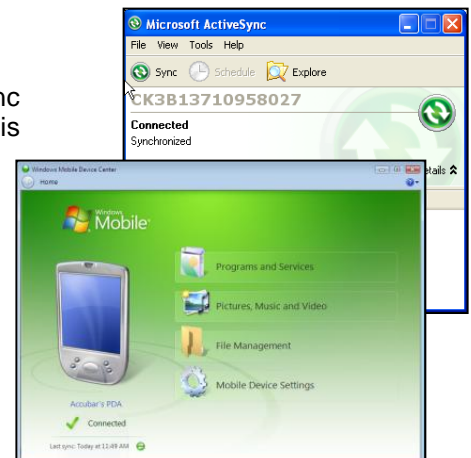 Microsoft ActiveSync
File View Tools Help
Sync Schedule Explore
nc
is
CK3B13710958027
Connected
Synchronized
etails
Windows Mobile Device Center
Home
Windows
Mobile
Programs and Services
Pictures, Music and Video
File Management
Mobile Device Settings
Accubar's PDA
Connected
Last sync: Today at 11:49 AM